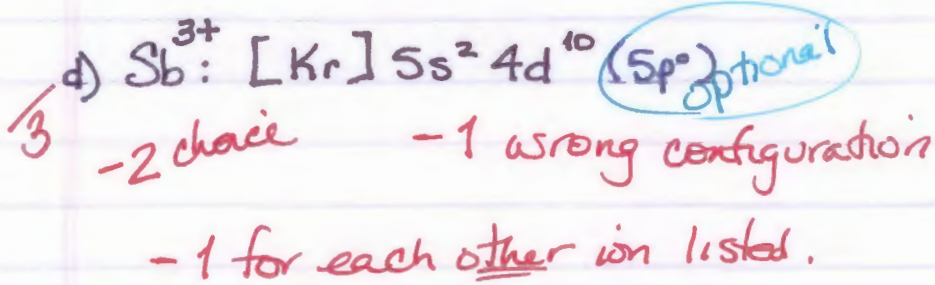 d) Sb³⁺: [Kr] 5s² 4d¹⁰ (5p⁰) optional
/3
-2 choice -1 wrong configuration
-1 for each other ion listed.